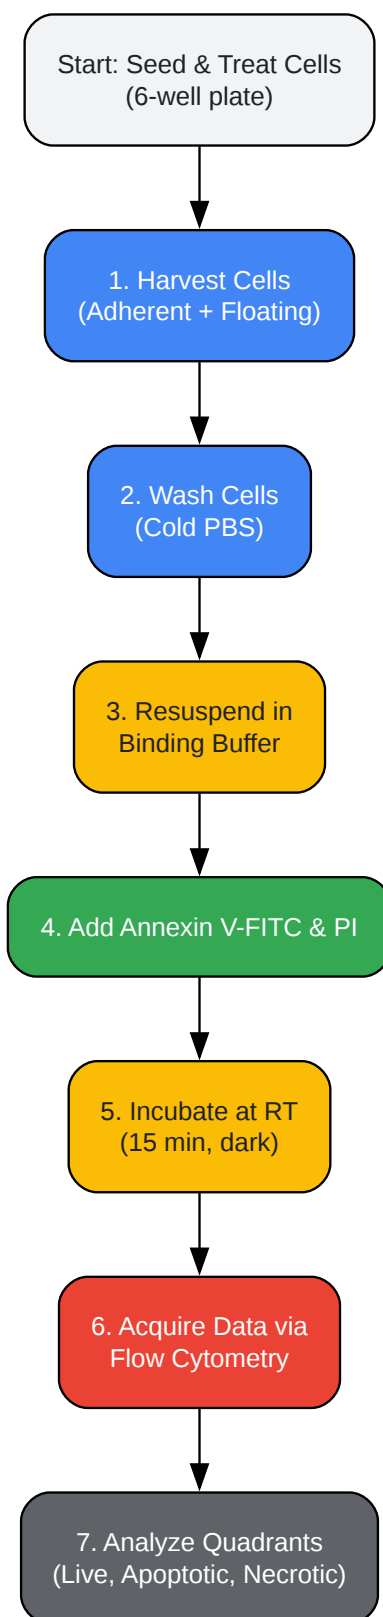 Start: Seed & Treat Cells
(6-well plate)
1. Harvest Cells
(Adherent + Floating)
2. Wash Cells
(Cold PBS)
3. Resuspend in
Binding Buffer
4. Add Annexin V-FITC & PI
5. Incubate at RT
(15 min, dark)
6. Acquire Data via
Flow Cytometry
7. Analyze Quadrants
(Live, Apoptotic, Necrotic)